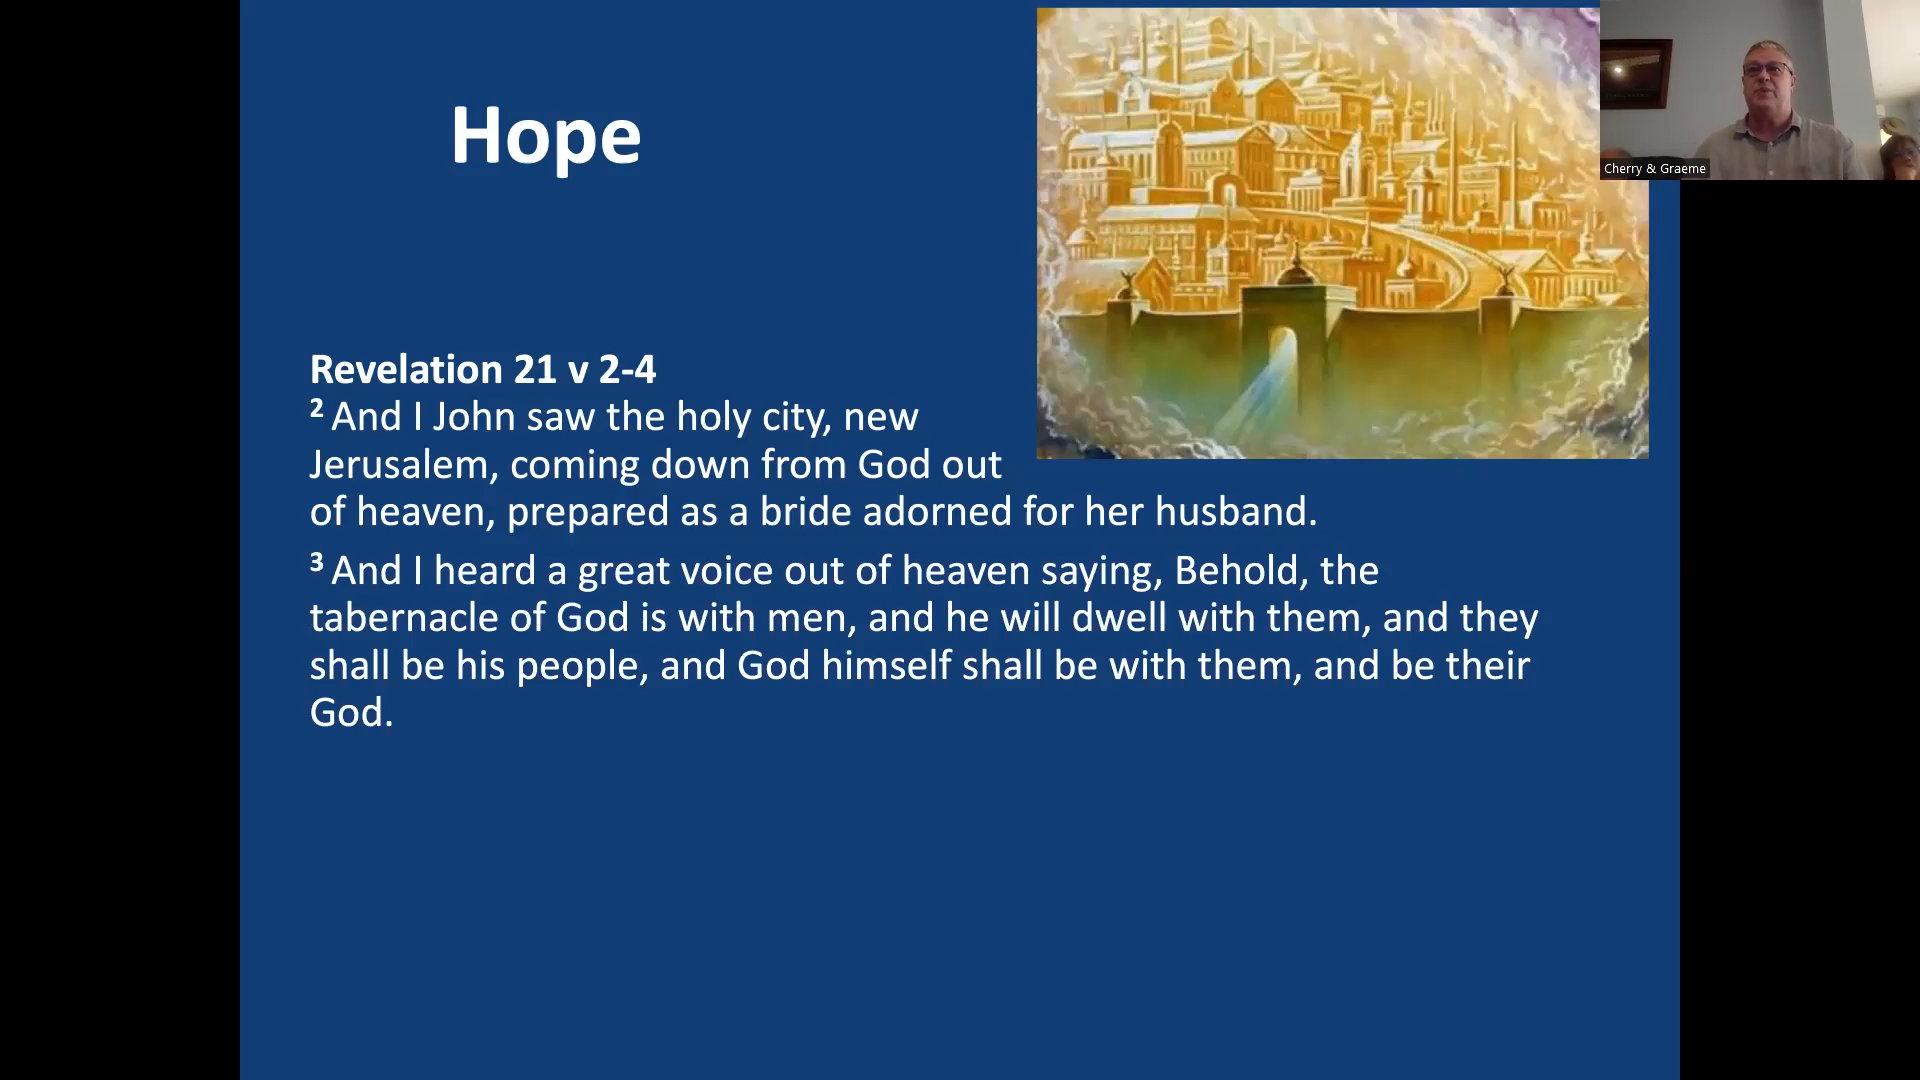 Hope
Cherry & Graeme
Revelation 21 v 2-4
2 And I John saw the holy city, new
Jerusalem, coming down from God out
of heaven, prepared as a bride adorned for her husband.
3 And I heard a great voice out of heaven saying, Behold, the
tabernacle of God is with men, and he will dwell with them, and they
shall be his people, and God himself shall be with them, and be their
God.